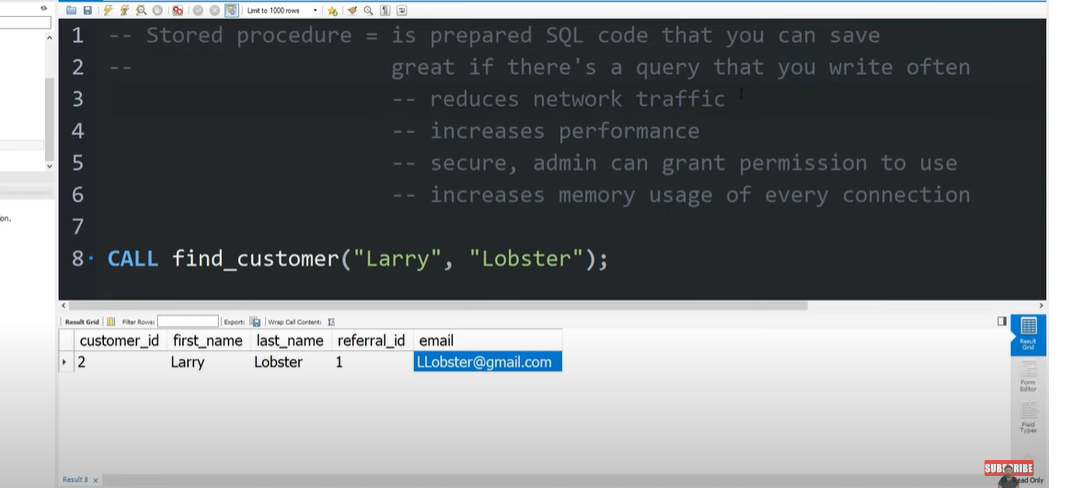 Limit to 1000 rows
1 -- Stored procedure = is prepared SQL code that you can save
2 -- great if there's a query that you write often
3 -- reduces network traffic
4 -- increases performance
5 -- secure, admin can grant permission to use
6 -- increases memory usage of every connection
7
8 CALL find_customer("Larry", "Lobster");
on.
Result Grid Filter Rows: Export: Wrap Cell Content:
customer_id first_name last_name referral_id email
2 Larry Lobster 1 LLobster@gmail.com
Result Grid
Form Editor
Field Types
SUBSCRIBE
Result 8 x
Read Only